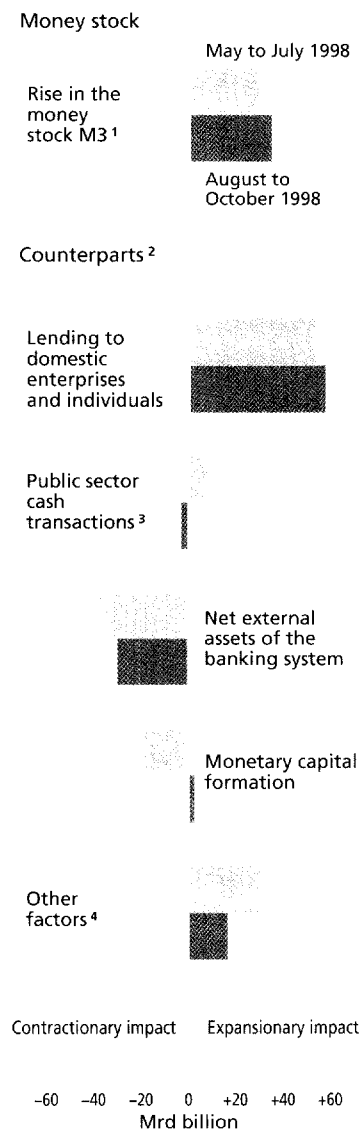 Money stock
May to July 1998
Rise in the
money
stock M3 ¹
August to
October 1998
Counterparts ²
Lending to
domestic
enterprises
and individuals
Public sector
cash
transactions ³
Net external
assets of the
banking system
Monetary capital
formation
Other
factors ⁴
Contractionary impact Expansionary impact
−60 −40 −20 0 +20 +40 +60
Mrd billion